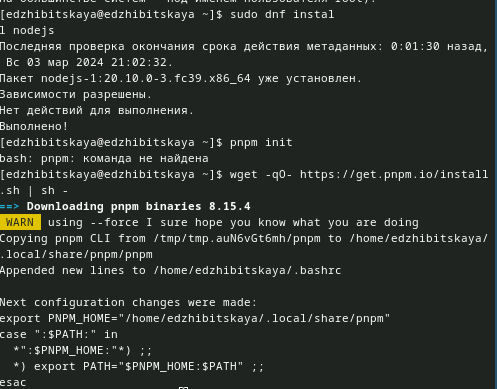 на большинстве систем - под именем пользователя root).
[edzhibitskaya@edzhibitskaya ~]$ sudo dnf instal
l nodejs
Последняя проверка окончания срока действия метаданных: 0:01:30 назад,
Вс 03 мар 2024 21:02:32.
Пакет nodejs-1:20.10.0-3.fc39.x86_64 уже установлен.
Зависимости разрешены.
Нет действий для выполнения.
Выполнено!
[edzhibitskaya@edzhibitskaya ~]$ pnpm init
bash: pnpm: команда не найдена
[edzhibitskaya@edzhibitskaya ~]$ wget -qO- https://get.pnpm.io/install
.sh | sh -
==> Downloading pnpm binaries 8.15.4
WARN using --force I sure hope you know what you are doing
Copying pnpm CLI from /tmp/tmp.auN6vGt6mh/pnpm to /home/edzhibitskaya/
.local/share/pnpm/pnpm
Appended new lines to /home/edzhibitskaya/.bashrc
Next configuration changes were made:
export PNPM_HOME="/home/edzhibitskaya/.local/share/pnpm"
case ":$PATH:" in
*":$PNPM_HOME:"*) ;;
*) export PATH="$PNPM_HOME:$PATH" ;;
esac